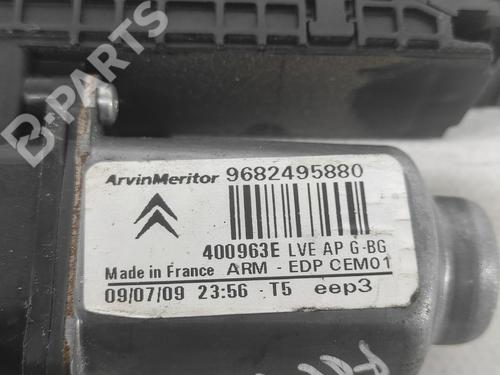 B-PARTS
ArvinMeritor 9682495880
400963E LVE AP G-BG
Made in France ARM - EDP CEM01
09/07/09 23:56 - T5 eep3
B-PARTS